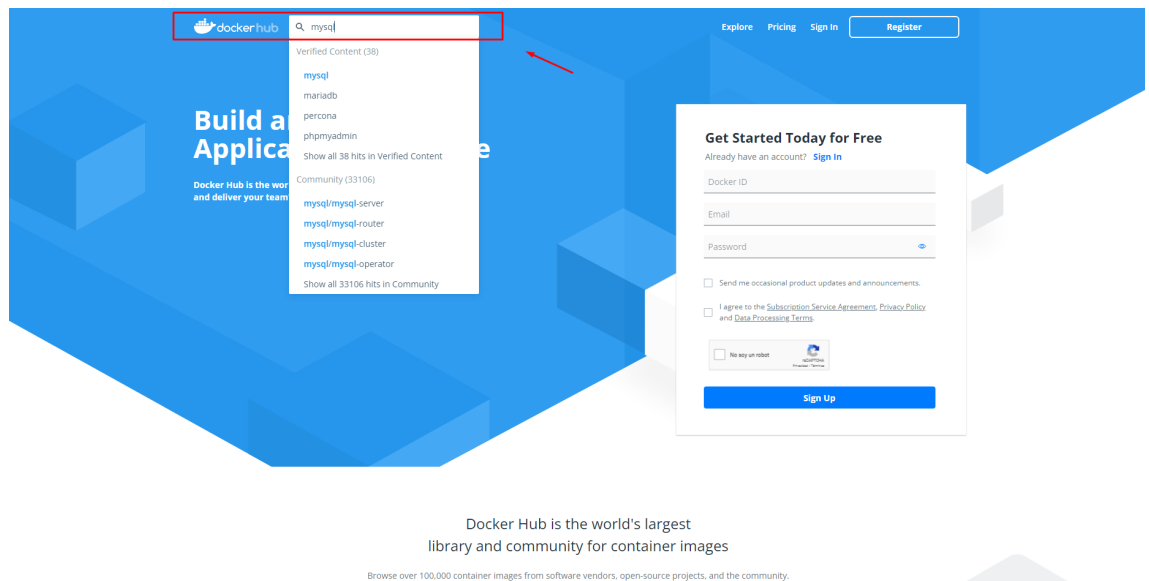 dockerhub
mysql
Explore Pricing Sign In Register
Verified Content (38)
mysql
mariadb
percona
phpmyadmin
Show all 38 hits in Verified Content
Community (33106)
mysql/mysql-server
mysql/mysql-router
mysql/mysql-cluster
mysql/mysql-operator
Show all 33106 hits in Community
Build a
Applica e
Docker Hub is the wor
and deliver your team
Get Started Today for Free
Already have an account? Sign In
Docker ID
Email
Password
Send me occasional product updates and announcements.
I agree to the Subscription Service Agreement, Privacy Policy
and Data Processing Terms.
No soy un robot
reCAPTCHA
Privacidad - Términos
Sign Up
Docker Hub is the world's largest
library and community for container images
Browse over 100,000 container images from software vendors, open-source projects, and the community.